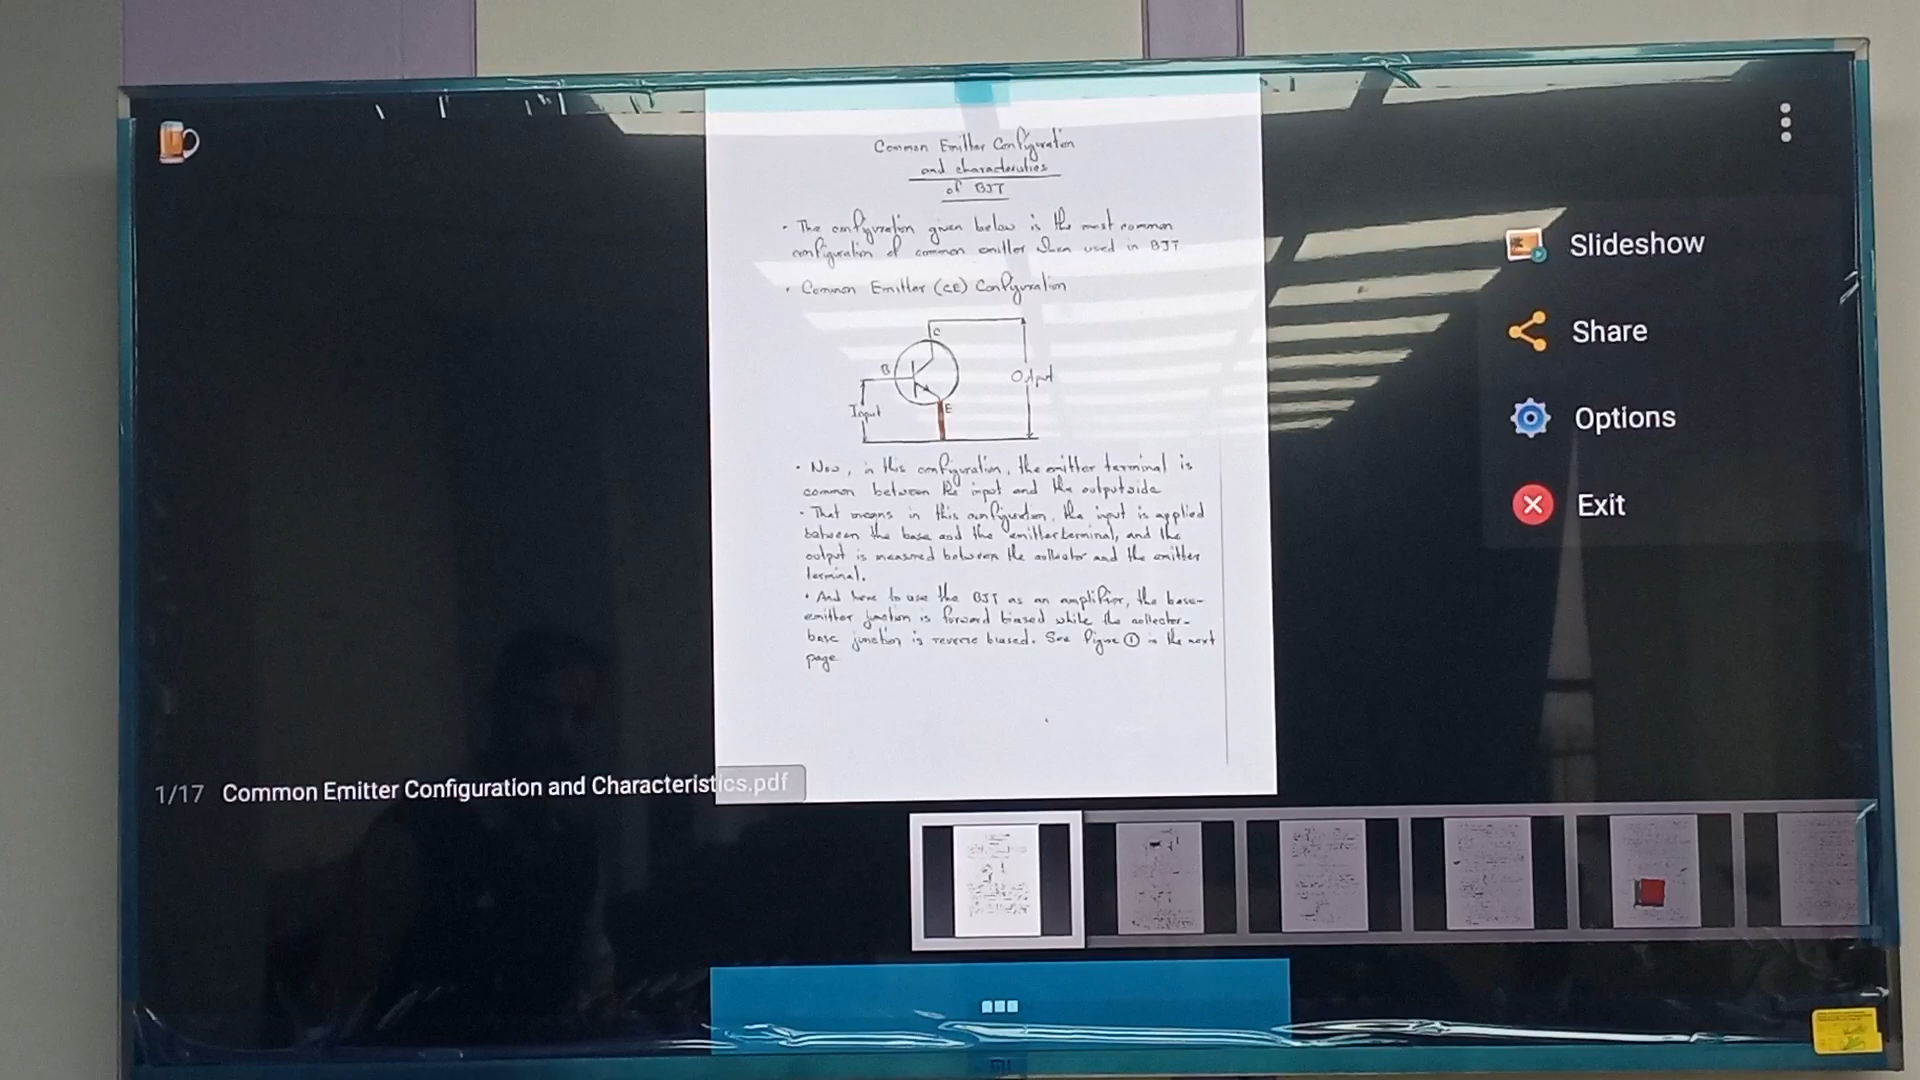 Common Emitter Configuration
and characteristics
of BJT
• The configuration given below is the most common
configuration of common emitter when used in BJT
• Common Emitter (CE) Configuration
C
B
E
Input
Output
• Now, in this configuration, the emitter terminal is
common between the input and the output side
• That means in this configuration, the input is applied
between the base and the emitter terminal, and the
output is measured between the collector and the emitter
terminal.
• And here to use the BJT as an amplifier, the base-
emitter junction is forward biased while the collector-
base junction is reverse biased. See figure ① in the next
page
Slideshow
Share
Options
Exit
1/17 Common Emitter Configuration and Characteristics.pdf
MI